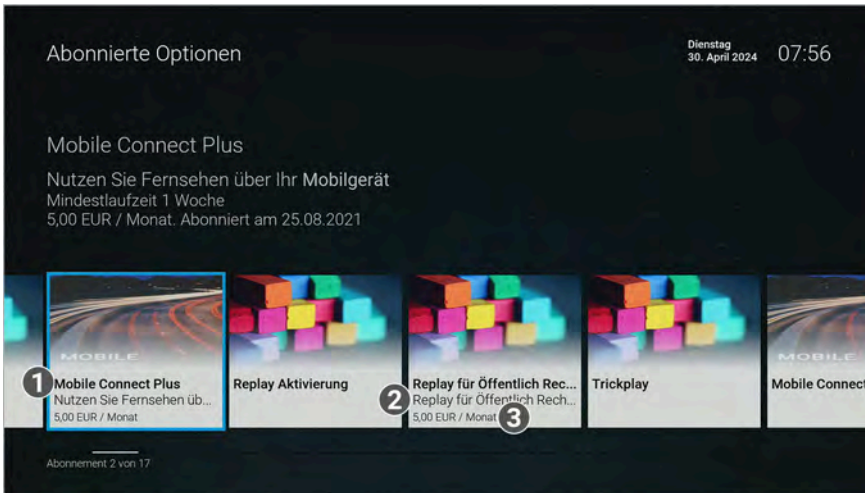 Abonnierte Optionen
Dienstag
30. April 2024
07:56
Mobile Connect Plus
Nutzen Sie Fernsehen über Ihr Mobilgerät
Mindestlaufzeit 1 Woche
5,00 EUR / Monat. Abonniert am 25.08.2021
MOBILE
MOBILE
1
Mobile Connect Plus
Nutzen Sie Fernsehen üb...
5,00 EUR / Monat
Replay Aktivierung
2
Replay für Öffentlich Rec...
Replay für Öffentlich Rech...
5,00 EUR / Monat
3
Trickplay
Mobile Connect
Abonnement 2 von 17